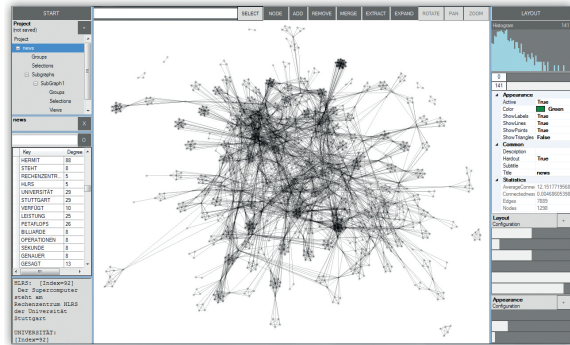 START
Project
(not saved)
+
Project
news
Groups
Selections
Subgraphs
SubGraph1
Groups
Selections
Views
news
X
O
Key Degree
HERMIT 88
STEHT 8
RECHENZENTR... 5
HLRS 5
UNIVERSITÄT 29
STUTTGART 29
VERFÜGT 10
LEISTUNG 25
PETAFLOPS 26
BILLIARDE 8
OPERATIONEN 8
SEKUNDE 8
GENAUER 8
GESAGT 13
HLRS: [Index=92]
Der Supercomputer
steht am
Rechenzentrum HLRS
der Universität
Stuttgart
UNIVERSITÄT:
[Index=92]
SELECT NODE ADD REMOVE MERGE EXTRACT EXPAND ROTATE PAN ZOOM
LAYOUT
Histogram 141
0
141
Appearance
Active True
Color Green
ShowLabels True
ShowLines True
ShowPoints True
ShowTriangles False
Common
Description
Hardcut True
Subtitle
Title news
Statistics
AverageConne
Connectedness
Edges 7889
Nodes 1298
Layout
Configuration
Appearance
Configuration